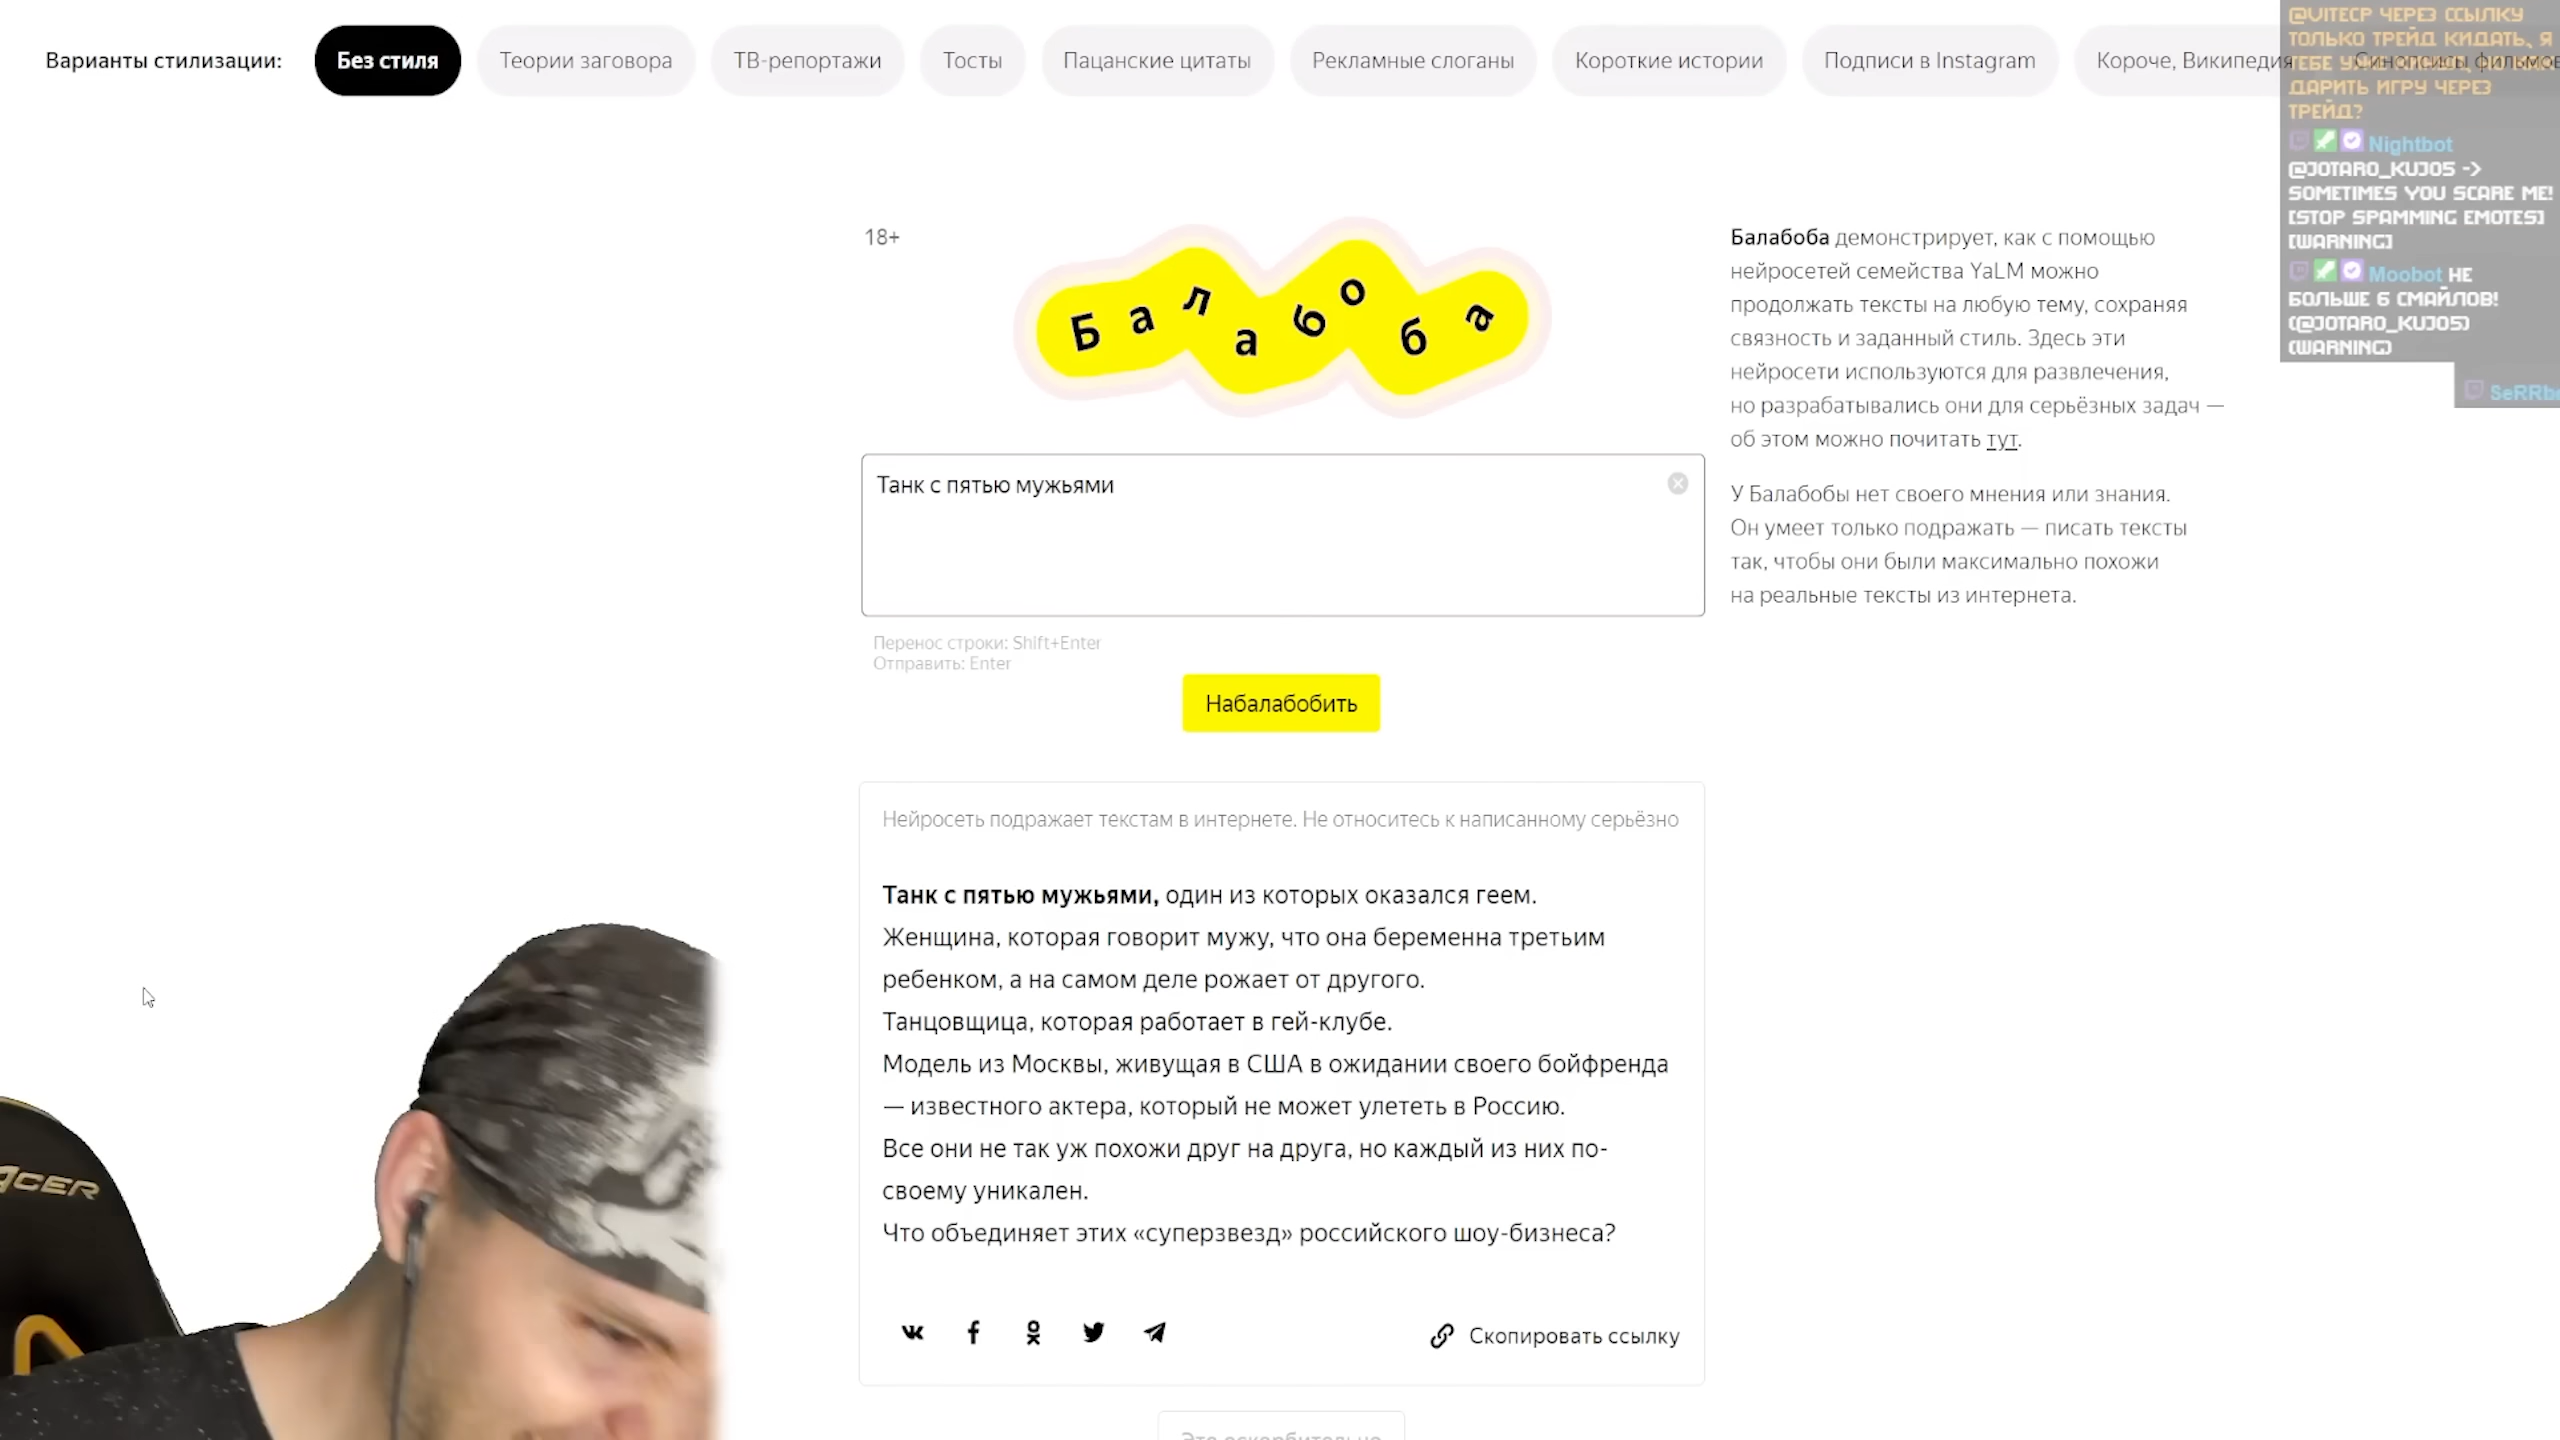 Варианты стилизации:
Без стиля
Теории заговора
ТВ-репортажи
Тосты
Пацанские цитаты
Рекламные слоганы
Короткие истории
Подписи в Instagram
Короче, Википедия
18+
Балабоба
Танк с пятью мужьями
Перенос строки: Shift+Enter
Отправить: Enter
Набалабобить
Нейросеть подражает текстам в интернете. Не относитесь к написанному серьёзно
Танк с пятью мужьями, один из которых оказался геем.
Женщина, которая говорит мужу, что она беременна третьим
ребенком, а на самом деле рожает от другого.
Танцовщица, которая работает в гей-клубе.
Модель из Москвы, живущая в США в ожидании своего бойфренда
— известного актера, который не может улететь в Россию.
Все они не так уж похожи друг на друга, но каждый из них по-
своему уникален.
Что объединяет этих «суперзвезд» российского шоу-бизнеса?
Скопировать ссылку
Балабоба демонстрирует, как с помощью
нейросетей семейства YaLM можно
продолжать тексты на любую тему, сохраняя
связность и заданный стиль. Здесь эти
нейросети используются для развлечения,
но разрабатывались они для серьёзных задач —
об этом можно почитать тут.
У Балабобы нет своего мнения или знания.
Он умеет только подражать — писать тексты
так, чтобы они были максимально похожи
на реальные тексты из интернета.
@VITECP ЧЕРЕЗ ССЫЛКУ
ТОЛЬКО ТРЕЙД КИДАТЬ, Я
ТЕБЕ
ДАРИТЬ ИГРУ ЧЕРЕЗ
ТРЕЙД?
Nightbot
@JOTARO_KUJO5 ->
SOMETIMES YOU SCARE ME!
[STOP SPAMMING EMOTES]
[WARNING]
Moobot НЕ
БОЛЬШЕ 6 СМАЙЛОВ!
(@JOTARO_KUJO5)
(WARNING)
ACER